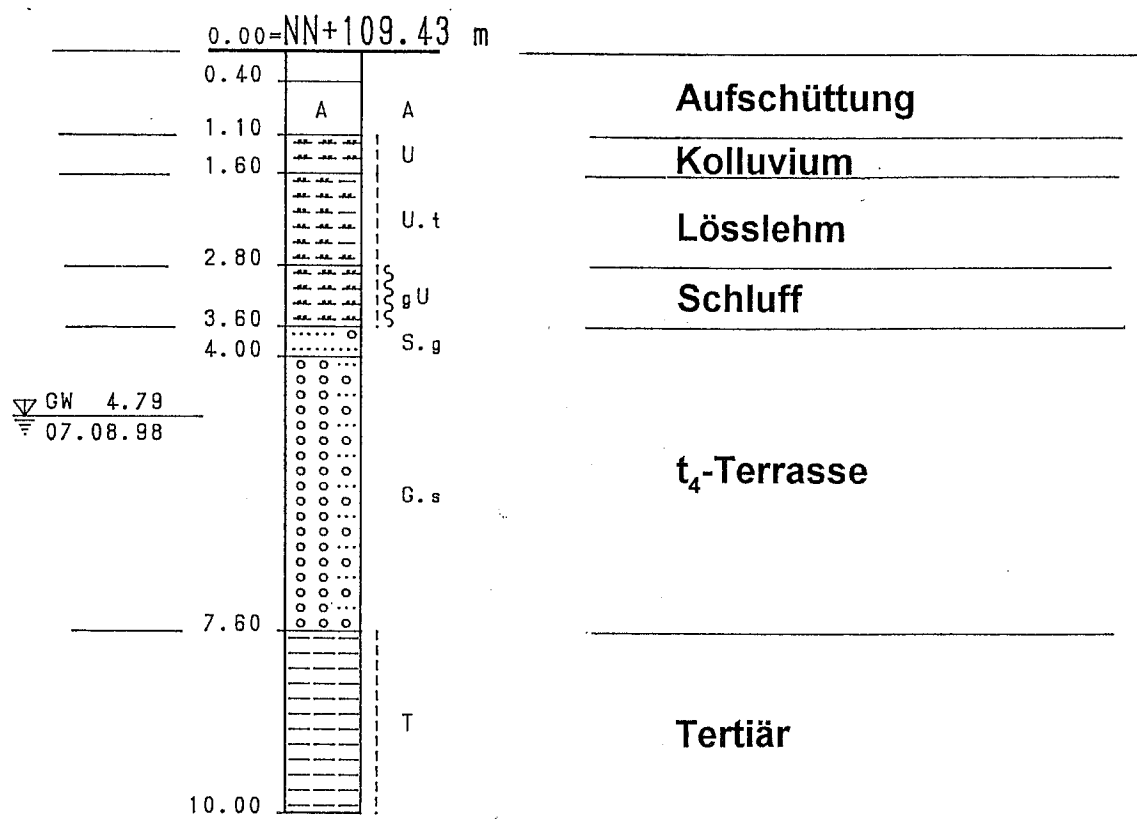 0.00=NN+109.43 m
0.40
A A
Aufschüttung
1.10
U
Kolluvium
1.60
U.t
Lösslehm
2.80
gU
Schluff
3.60
S.g
4.00
GW 4.79
07.08.98
t₄-Terrasse
G.s
7.60
T
Tertiär
10.00